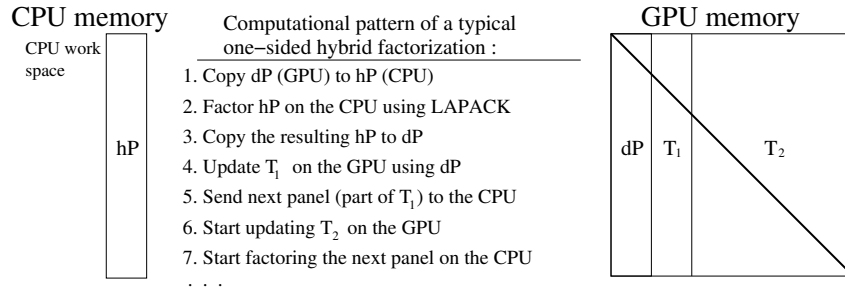 CPU memory
CPU work
space
hP
Computational pattern of a typical
one−sided hybrid factorization :
1. Copy dP (GPU) to hP (CPU)
2. Factor hP on the CPU using LAPACK
3. Copy the resulting hP to dP
4. Update T₁ on the GPU using dP
5. Send next panel (part of T₁) to the CPU
6. Start updating T₂ on the GPU
7. Start factoring the next panel on the CPU
. . .
GPU memory
dP T₁ T₂